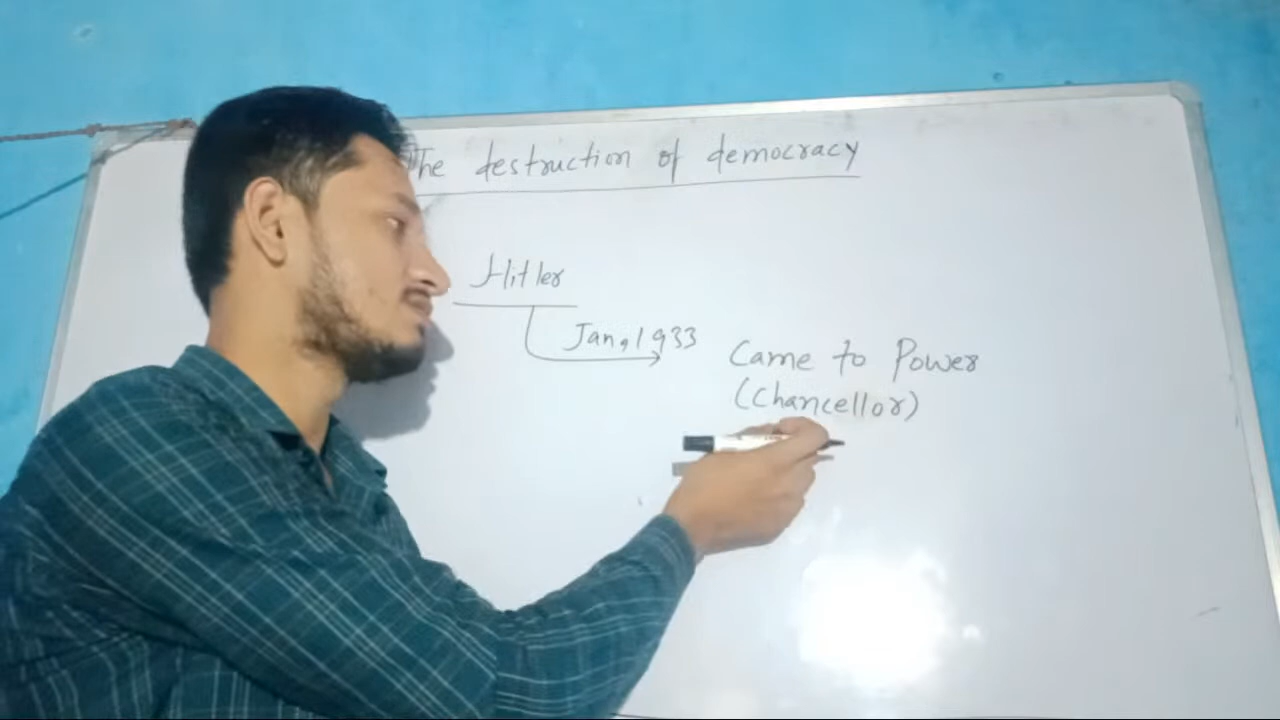 The destruction of democracy
Hitler
Jan, 1933
Came to Power
(Chancellor)